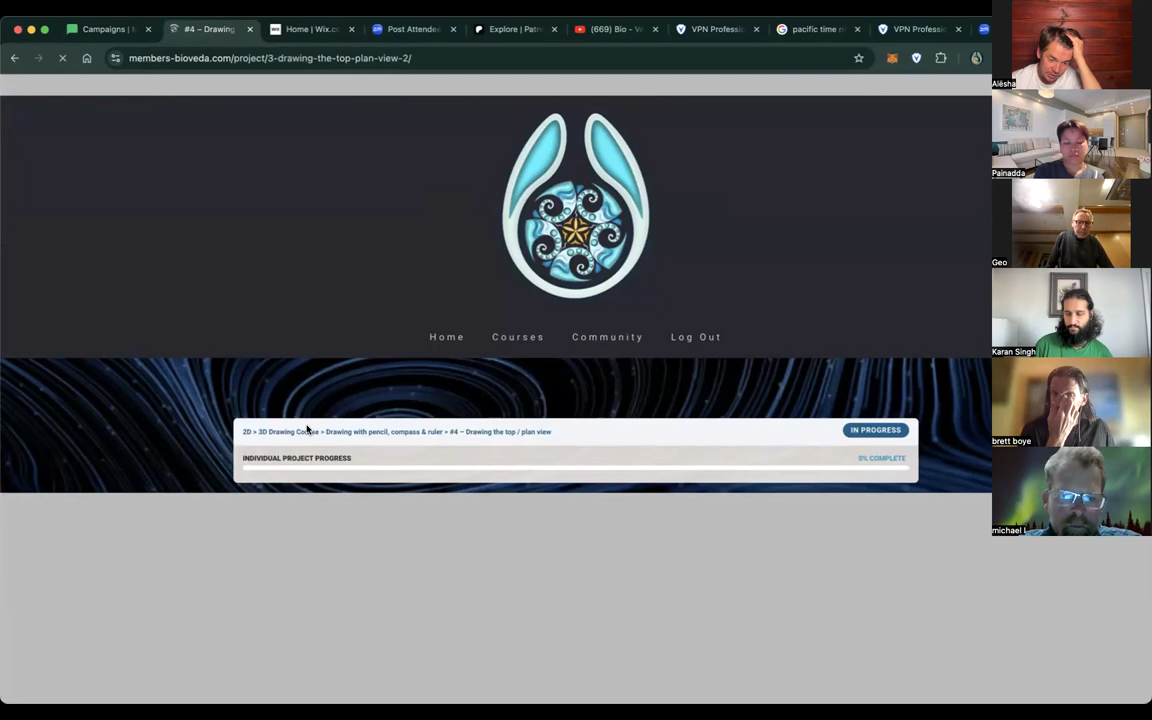 Campaigns |
#4 – Drawing
Home | Wix.c
Post Attende
Explore | Patr
(669) Bio - V
VPN Professi
pacific time n
VPN Professi
members-bioveda.com/project/3-drawing-the-top-plan-view-2/
Home Courses Community Log Out
2D > 3D Drawing Course > Drawing with pencil, compass & ruler > #4 – Drawing the top / plan view
IN PROGRESS
INDIVIDUAL PROJECT PROGRESS
0% COMPLETE
Alësha
Painadda
Geo
Karan Singh
brett boye
michael l